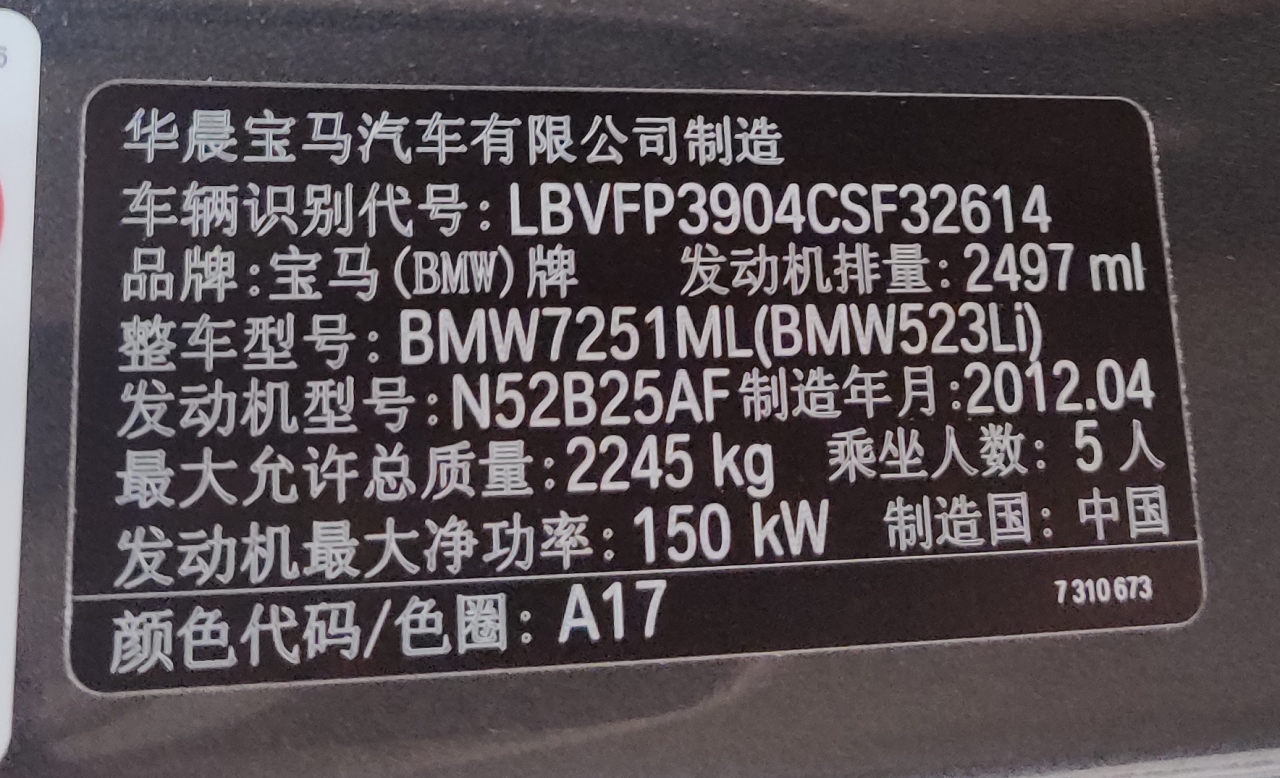 华晨宝马汽车有限公司制造
车辆识别代号:LBVFP3904CSF32614
品牌:宝马(BMW)牌 发动机排量:2497 ml
整车型号:BMW7251ML(BMW523Li)
发动机型号:N52B25AF 制造年月:2012.04
最大允许总质量:2245 kg 乘坐人数:5人
发动机最大净功率:150 kW 制造国:中国
颜色代码/色圈:A17 7 310 673